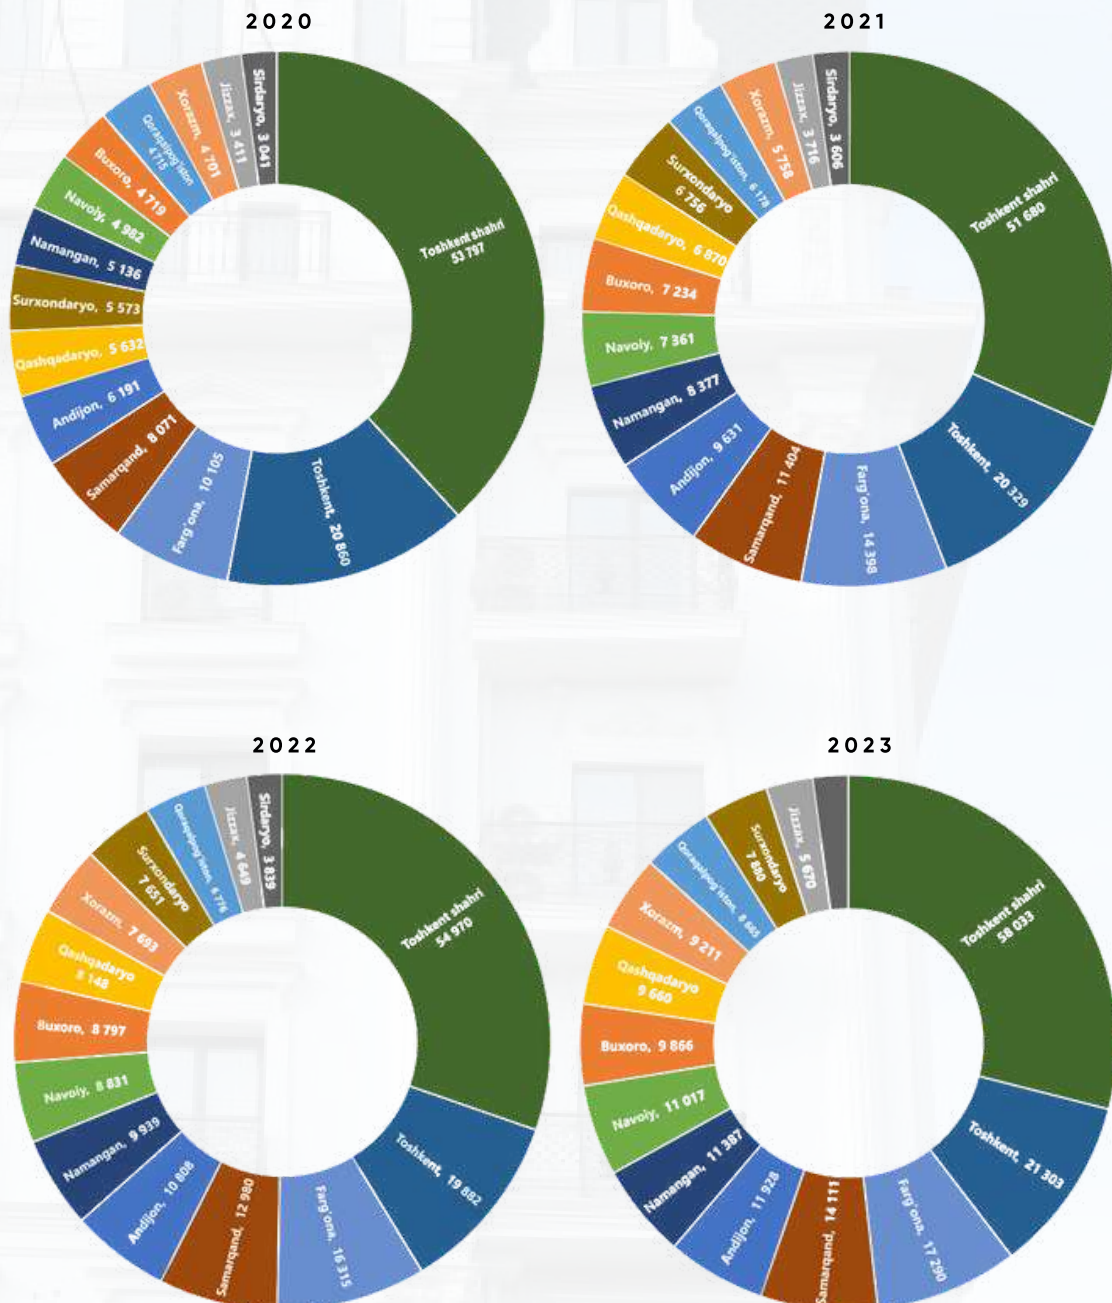 2020
Toshkent shahri
53 797
Toshkent, 20 860
Farg'ona, 10 105
Samarqand, 8 071
Andijon, 6 191
Qashqadaryo, 5 632
Surxondaryo, 5 573
Namangan, 5 136
Navoiy, 4 982
Buxoro, 4 719
Qoraqalpog'iston
4 715
Xorazm, 4 701
Jizzax, 3 411
Sirdaryo, 3 041
2021
Toshkent shahri
51 680
Toshkent, 20 329
Farg'ona, 14 398
Samarqand, 11 404
Andijon, 9 631
Namangan, 8 377
Navoiy, 7 361
Buxoro, 7 234
Qashqadaryo, 6 870
Surxondaryo
6 756
Qoraqalpog'iston, 6 178
Xorazm, 5 758
Jizzax, 3 716
Sirdaryo, 3 606
2022
Toshkent shahri
54 970
Toshkent, 19 882
Farg'ona, 16 315
Samarqand, 12 980
Andijon, 10 808
Namangan, 9 939
Navoiy, 8 831
Buxoro, 8 797
Qashqadaryo
8 148
Xorazm, 7 693
Surxondaryo
7 651
Qoraqalpog'iston, 6 776
Jizzax, 4 649
Sirdaryo, 3 839
2023
Toshkent shahri
58 033
Toshkent, 21 303
Farg'ona, 17 290
Samarqand, 14 111
Andijon, 11 928
Namangan, 11 387
Navoiy, 11 017
Buxoro, 9 866
Qashqadaryo
9 660
Xorazm, 9 211
Qoraqalpog'iston, 8 665
Surxondaryo
7 880
Jizzax, 5 670